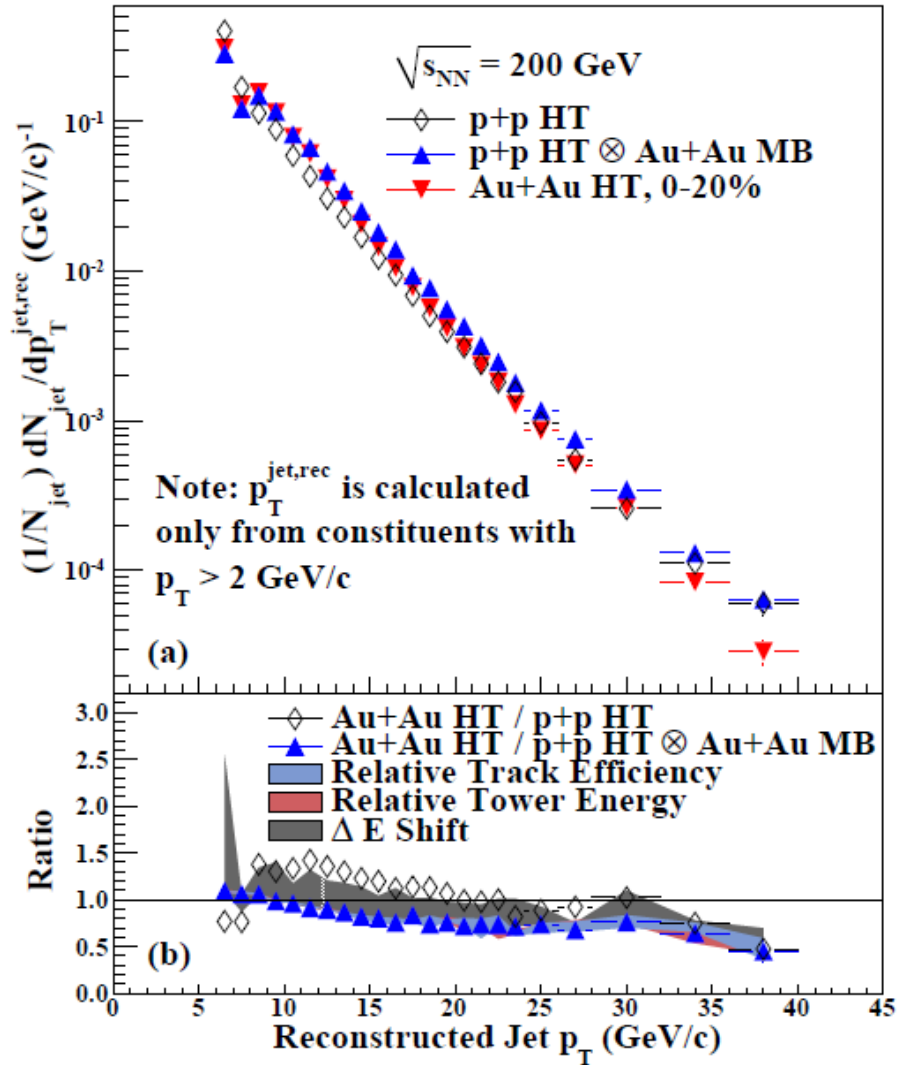 √s_NN = 200 GeV
p+p HT
p+p HT ⊗ Au+Au MB
Au+Au HT, 0-20%
(1/N_jet) dN_jet/dp_T^jet,rec (GeV/c)^-1
10^-1
10^-2
10^-3
10^-4
Note: p_T^jet,rec is calculated
only from constituents with
p_T > 2 GeV/c
(a)
Au+Au HT / p+p HT
Au+Au HT / p+p HT ⊗ Au+Au MB
Relative Track Efficiency
Relative Tower Energy
Δ E Shift
Ratio
3.0
2.5
2.0
1.5
1.0
0.5
0.0
(b)
0 5 10 15 20 25 30 35 40 45
Reconstructed Jet p_T (GeV/c)